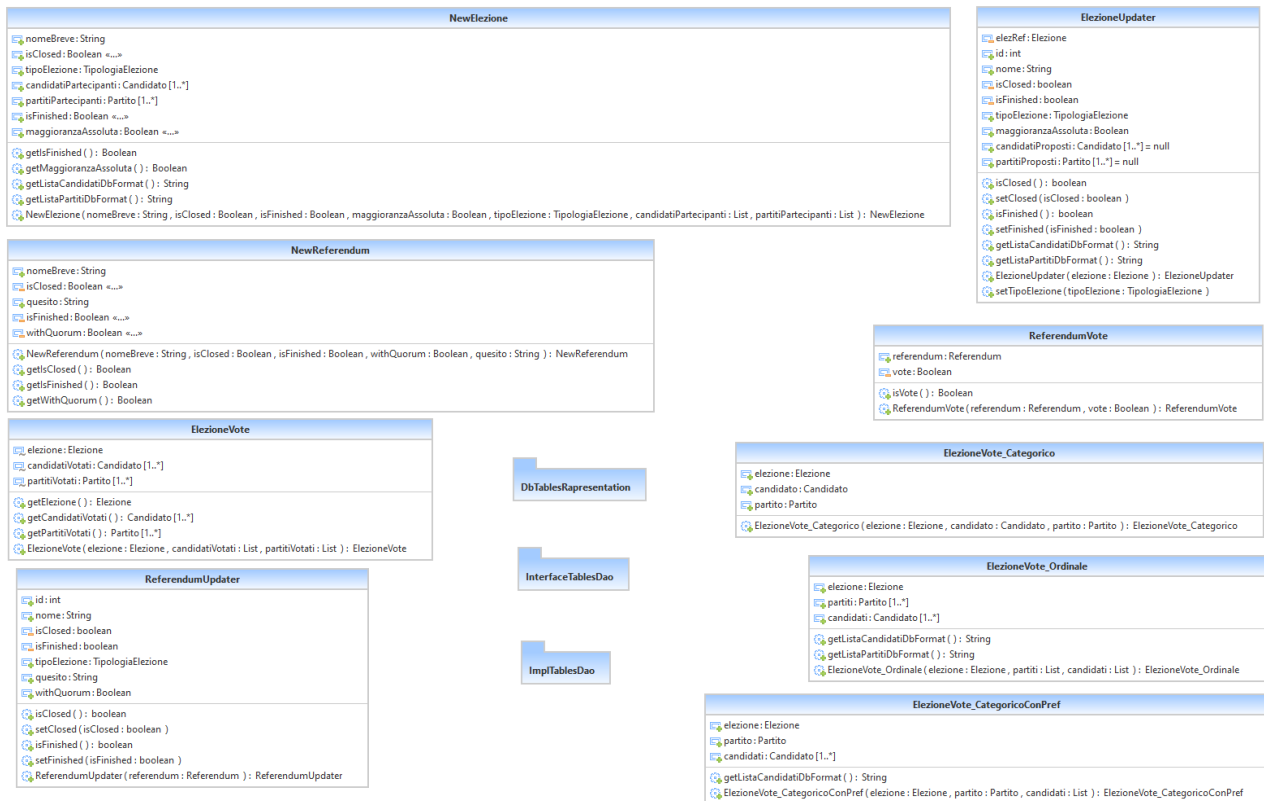 NewElezione
nomeBreve : String
isClosed : Boolean «...»
tipoElezione : TipologiaElezione
candidatiPartecipanti : Candidato [1..*]
partitiPartecipanti : Partito [1..*]
isFinished : Boolean «...»
maggioranzaAssoluta : Boolean «...»
getIsFinished ( ) : Boolean
getMaggioranzaAssoluta ( ) : Boolean
getListaCandidatiDbFormat ( ) : String
getListaPartitiDbFormat ( ) : String
NewElezione ( nomeBreve : String , isClosed : Boolean , isFinished : Boolean , maggioranzaAssoluta : Boolean , tipoElezione : TipologiaElezione , candidatiPartecipanti : List , partitiPartecipanti : List ) : NewElezione
ElezioneUpdater
elezRef : Elezione
id : int
nome : String
isClosed : boolean
isFinished : boolean
tipoElezione : TipologiaElezione
maggioranzaAssoluta : Boolean
candidatiProposti : Candidato [1..*] = null
partitiProposti : Partito [1..*] = null
isClosed ( ) : boolean
setClosed ( isClosed : boolean )
isFinished ( ) : boolean
setFinished ( isFinished : boolean )
getListaCandidatiDbFormat ( ) : String
getListaPartitiDbFormat ( ) : String
ElezioneUpdater ( elezione : Elezione ) : ElezioneUpdater
setTipoElezione ( tipoElezione : TipologiaElezione )
NewReferendum
nomeBreve : String
isClosed : Boolean «...»
quesito : String
isFinished : Boolean «...»
withQuorum : Boolean «...»
NewReferendum ( nomeBreve : String , isClosed : Boolean , isFinished : Boolean , withQuorum : Boolean , quesito : String ) : NewReferendum
getIsClosed ( ) : Boolean
getIsFinished ( ) : Boolean
getWithQuorum ( ) : Boolean
ReferendumVote
referendum : Referendum
vote : Boolean
isVote ( ) : Boolean
ReferendumVote ( referendum : Referendum , vote : Boolean ) : ReferendumVote
ElezioneVote
elezione : Elezione
candidatiVotati : Candidato [1..*]
partitiVotati : Partito [1..*]
getElezione ( ) : Elezione
getCandidatiVotati ( ) : Candidato [1..*]
getPartitiVotati ( ) : Partito [1..*]
ElezioneVote ( elezione : Elezione , candidatiVotati : List , partitiVotati : List ) : ElezioneVote
DbTablesRapresentation
ElezioneVote_Categorico
elezione : Elezione
candidato : Candidato
partito : Partito
ElezioneVote_Categorico ( elezione : Elezione , candidato : Candidato , partito : Partito ) : ElezioneVote_Categorico
InterfaceTablesDao
ElezioneVote_Ordinale
elezione : Elezione
partiti : Partito [1..*]
candidati : Candidato [1..*]
getListaCandidatiDbFormat ( ) : String
getListaPartitiDbFormat ( ) : String
ElezioneVote_Ordinale ( elezione : Elezione , partiti : List , candidati : List ) : ElezioneVote_Ordinale
ReferendumUpdater
id : int
nome : String
isClosed : boolean
isFinished : boolean
tipoElezione : TipologiaElezione
quesito : String
withQuorum : Boolean
isClosed ( ) : boolean
setClosed ( isClosed : boolean )
isFinished ( ) : boolean
setFinished ( isFinished : boolean )
ReferendumUpdater ( referendum : Referendum ) : ReferendumUpdater
ImplTablesDao
ElezioneVote_CategoricoConPref
elezione : Elezione
partito : Partito
candidati : Candidato [1..*]
getListaCandidatiDbFormat ( ) : String
ElezioneVote_CategoricoConPref ( elezione : Elezione , partito : Partito , candidati : List ) : ElezioneVote_CategoricoConPref